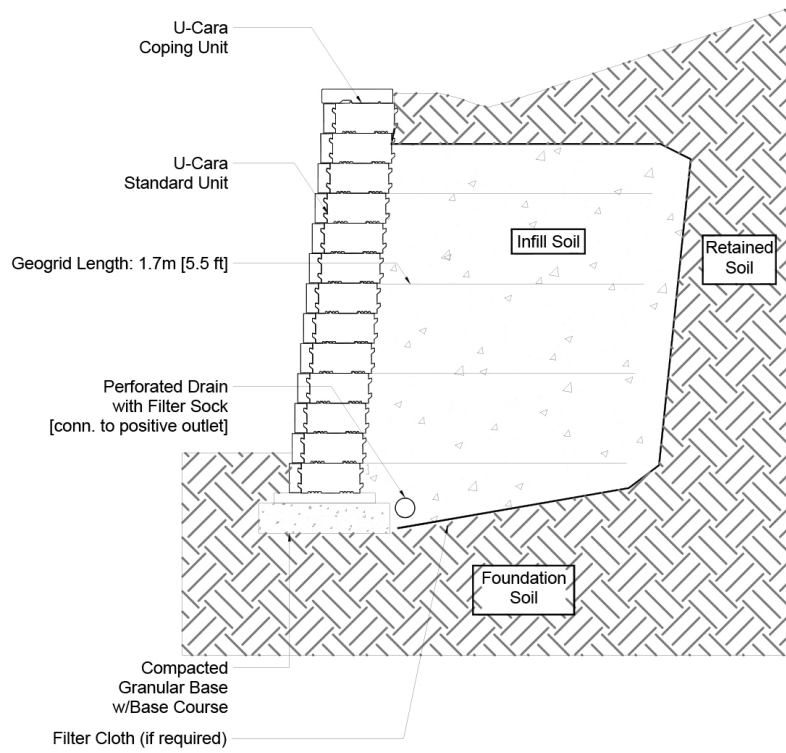 U-Cara
Coping Unit
U-Cara
Standard Unit
Infill Soil
Retained
Soil
Geogrid Length: 1.7m [5.5 ft]
Perforated Drain
with Filter Sock
[conn. to positive outlet]
Foundation
Soil
Compacted
Granular Base
w/Base Course
Filter Cloth (if required)